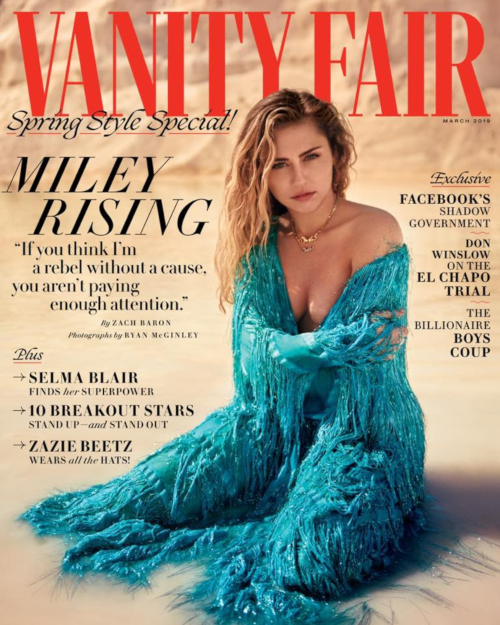 VANITY FAIR
MARCH 2019
Spring Style Special!
MILEY
RISING
“If you think I'm
a rebel without a cause,
you aren't paying
enough attention.”
By ZACH BARON
Photographs by RYAN McGINLEY
Plus
→ SELMA BLAIR
FINDS her SUPERPOWER
→ 10 BREAKOUT STARS
STAND UP—and STAND OUT
→ ZAZIE BEETZ
WEARS all the HATS!
Exclusive
FACEBOOK'S
SHADOW
GOVERNMENT
DON
WINSLOW
ON THE
EL CHAPO
TRIAL
THE
BILLIONAIRE
BOYS
COUP